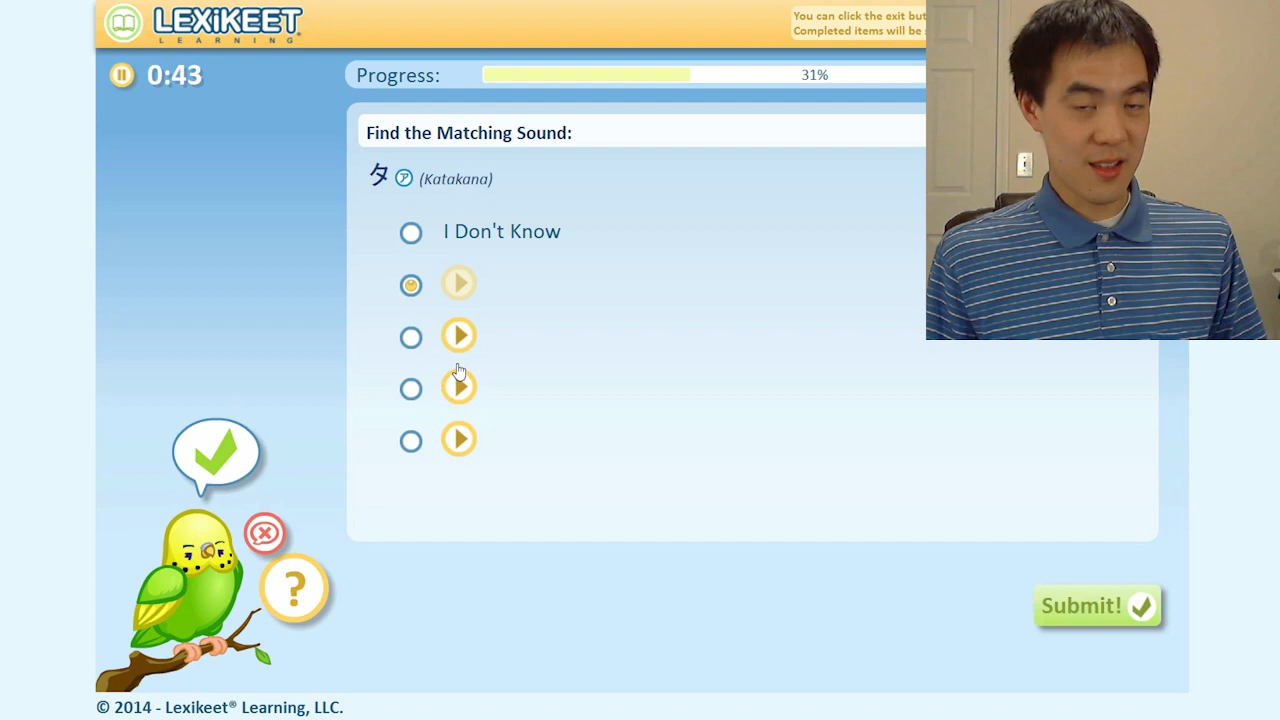 LEXIKEET
LEARNING
You can click the exit but
Completed items will be
0:43
Progress:
31%
Find the Matching Sound:
タ ア (Katakana)
I Don't Know
?
Submit!
© 2014 - Lexikeet® Learning, LLC.